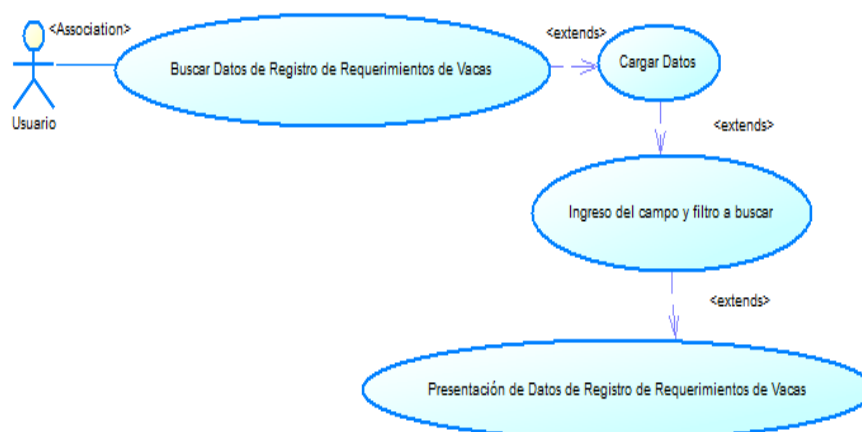 <Association>
<extends>
Buscar Datos de Registro de Requerimientos de Vacas
Cargar Datos
Usuario
<extends>
Ingreso del campo y filtro a buscar
<extends>
Presentación de Datos de Registro de Requerimientos de Vacas